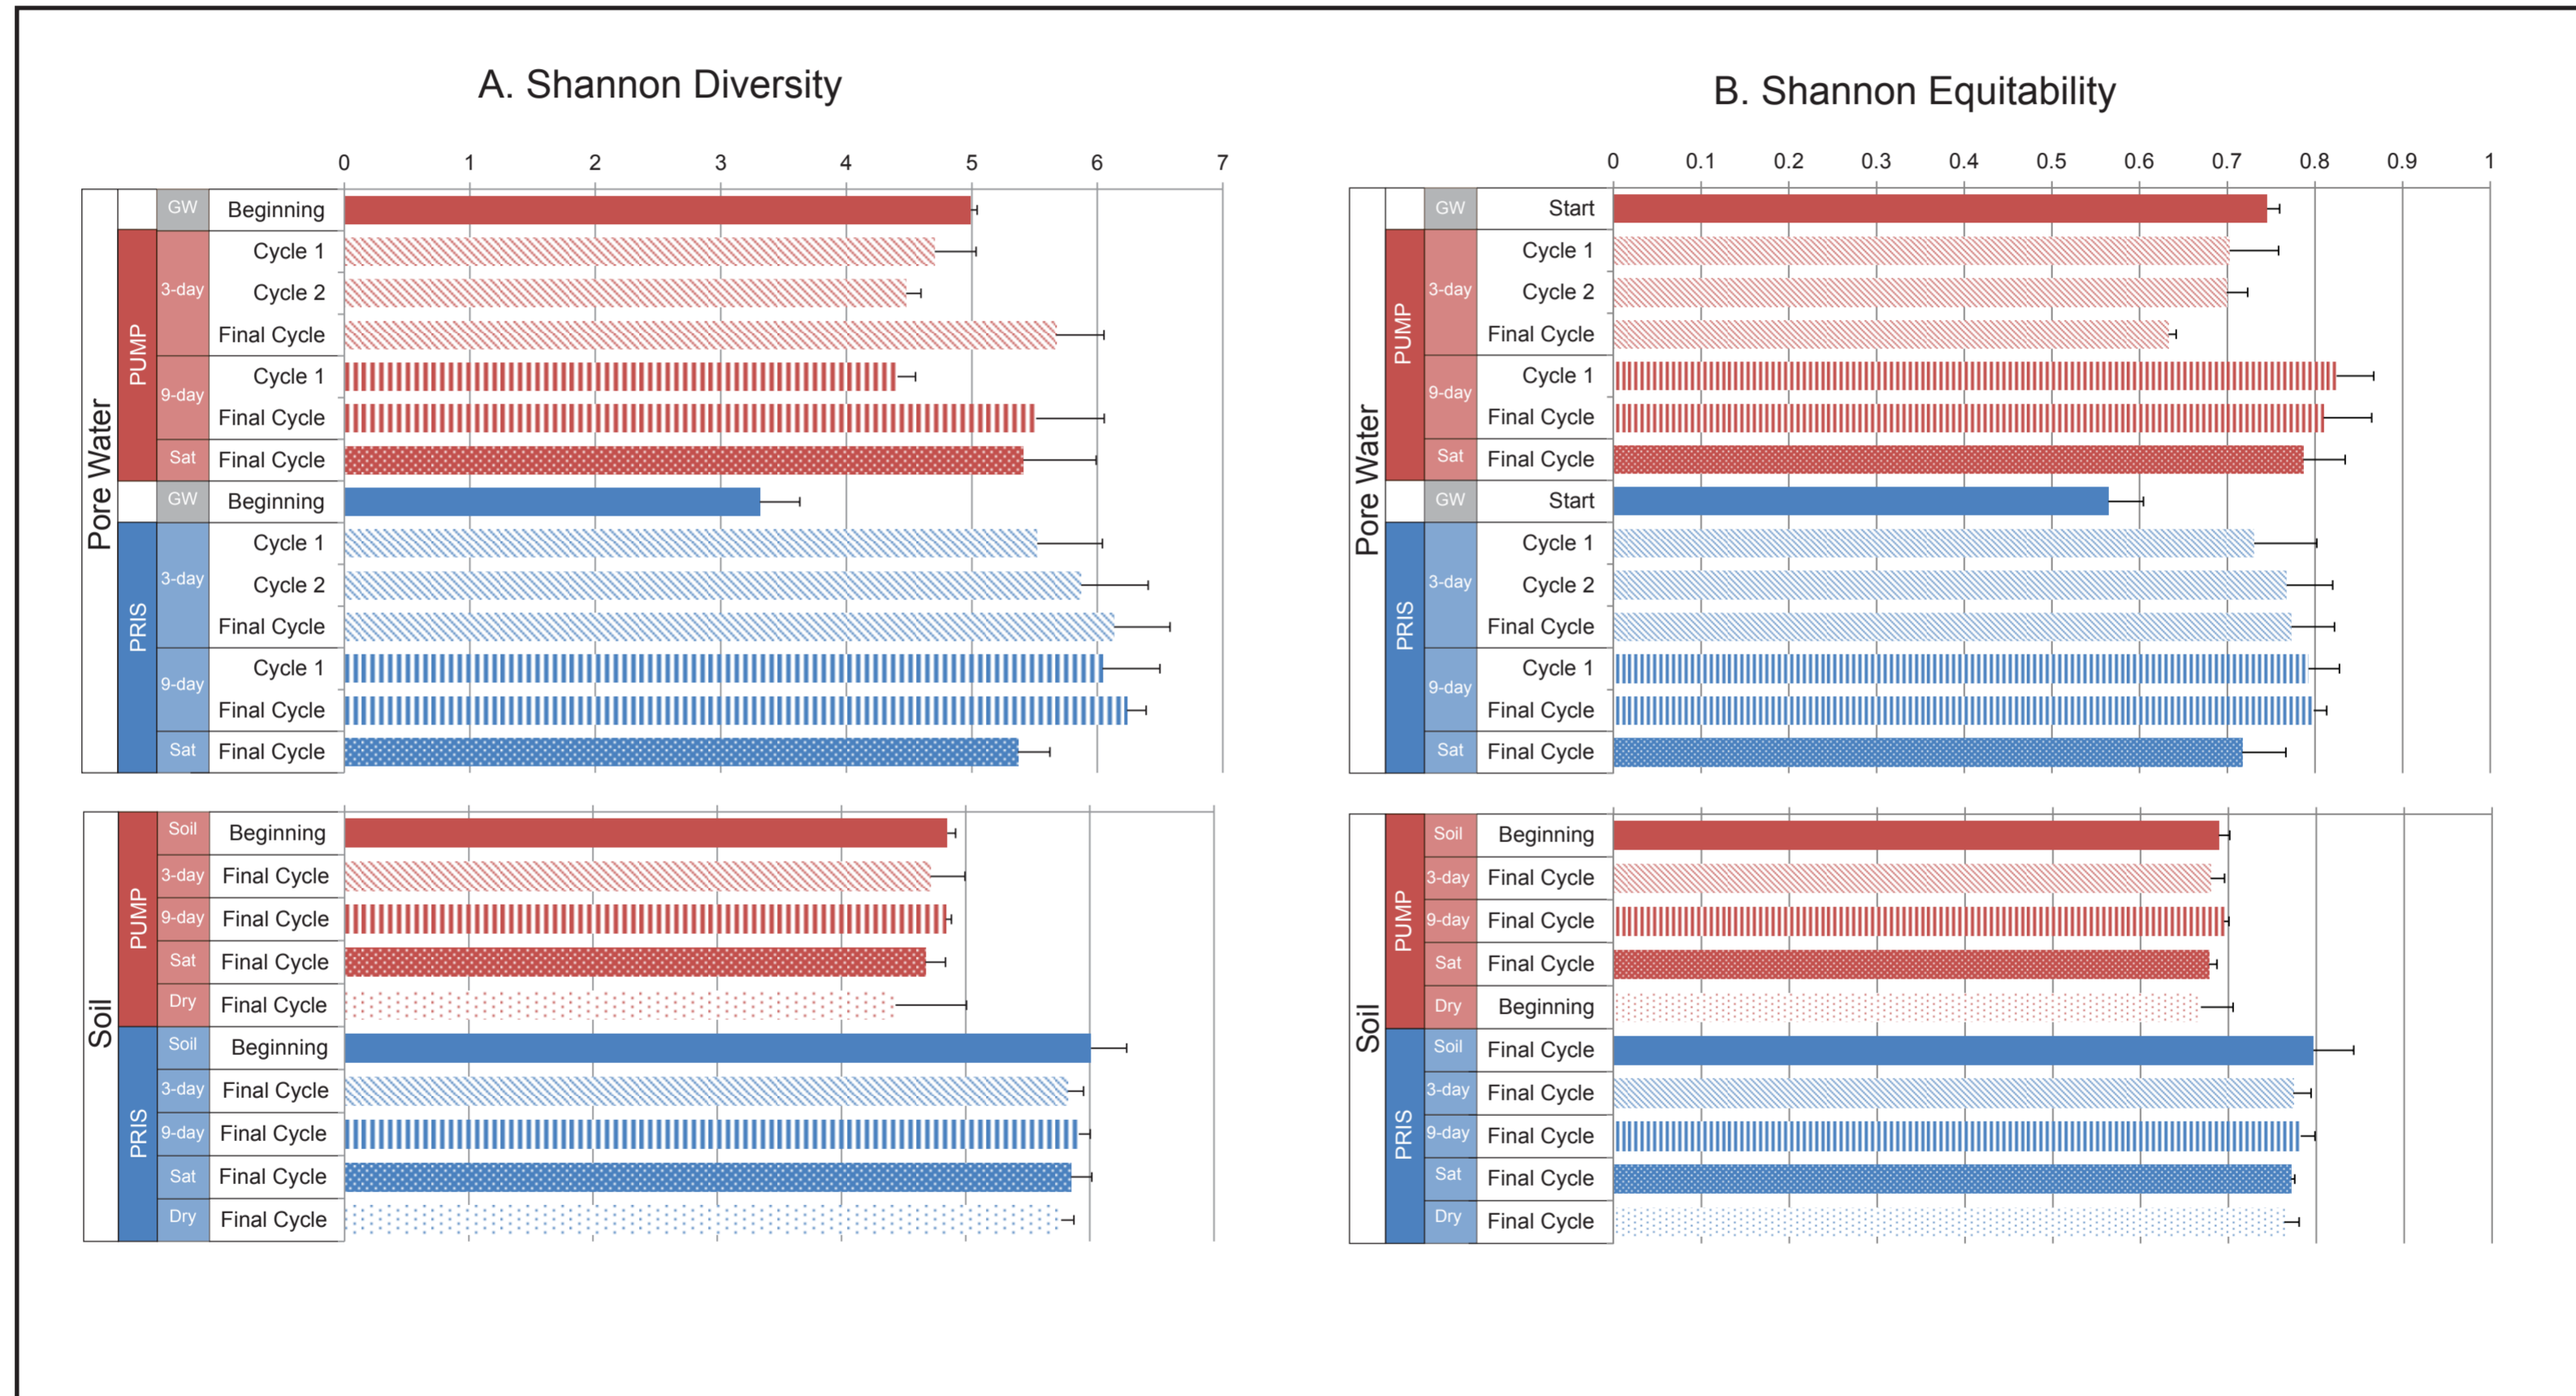 A. Shannon Diversity
0 1 2 3 4 5 6 7
Pore Water
GW Beginning
PUMP
3-day
Cycle 1
Cycle 2
Final Cycle
9-day
Cycle 1
Final Cycle
Sat Final Cycle
GW Beginning
PRIS
3-day
Cycle 1
Cycle 2
Final Cycle
9-day
Cycle 1
Final Cycle
Sat Final Cycle
Soil
PUMP
Soil Beginning
3-day Final Cycle
9-day Final Cycle
Sat Final Cycle
Dry Final Cycle
PRIS
Soil Beginning
3-day Final Cycle
9-day Final Cycle
Sat Final Cycle
Dry Final Cycle
B. Shannon Equitability
0 0.1 0.2 0.3 0.4 0.5 0.6 0.7 0.8 0.9 1
Pore Water
GW Start
PUMP
3-day
Cycle 1
Cycle 2
Final Cycle
9-day
Cycle 1
Final Cycle
Sat Final Cycle
GW Start
PRIS
3-day
Cycle 1
Cycle 2
Final Cycle
9-day
Cycle 1
Final Cycle
Sat Final Cycle
Soil
PUMP
Soil Beginning
3-day Final Cycle
9-day Final Cycle
Sat Final Cycle
Dry Beginning
PRIS
Soil Final Cycle
3-day Final Cycle
9-day Final Cycle
Sat Final Cycle
Dry Final Cycle